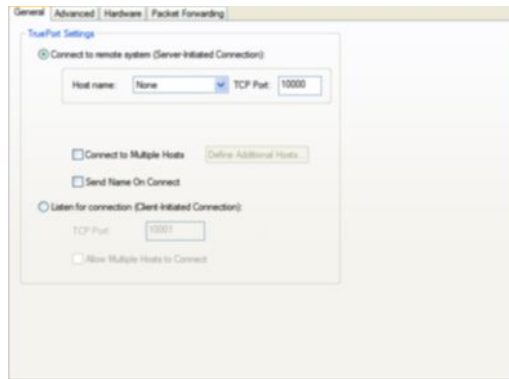 General Advanced Hardware Packet Forwarding
TruePort Settings
Connect to remote system (Server-Initiated Connection):
Host name: None TCP Port: 10000
Connect to Multiple Hosts Define Additional Hosts...
Send Name On Connect
Listen for connection (Client-Initiated Connection):
TCP Port: 10001
Allow Multiple Hosts to Connect